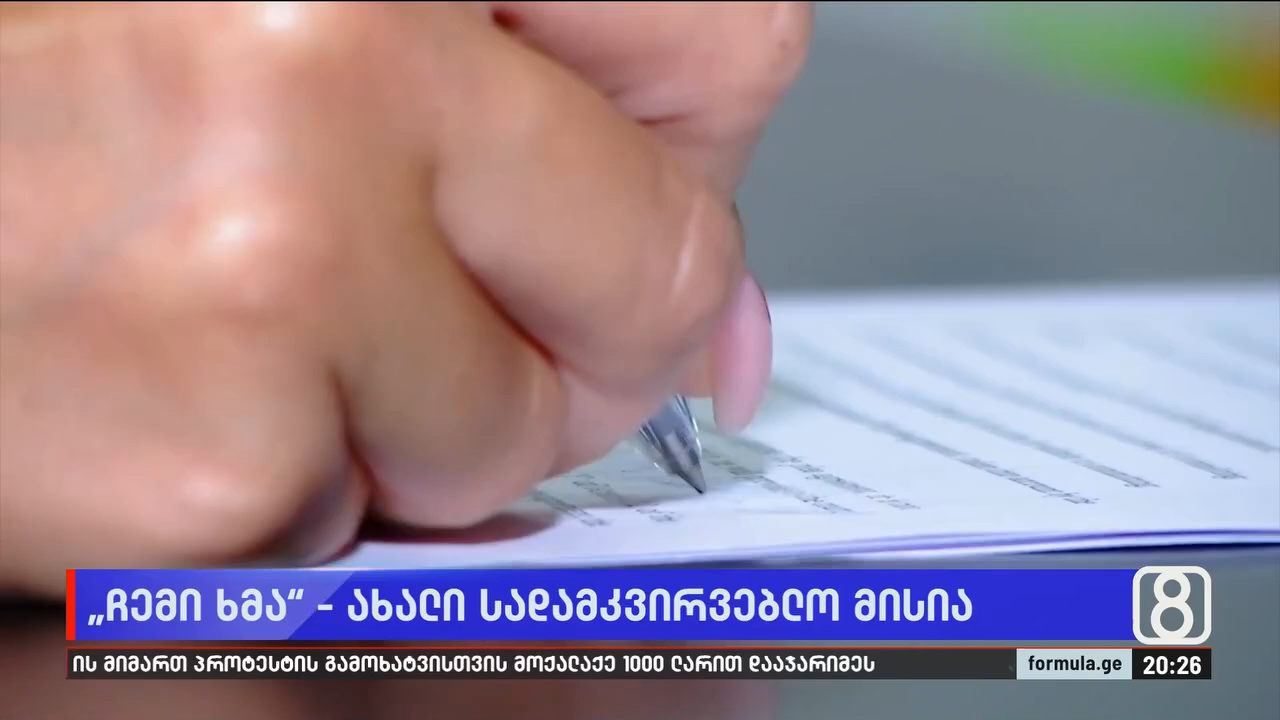 „ჩემი ხმა“ - ახალი სადამკვირვებლო მისია
8
ის მიმართ პროტესტის გამოხატვისთვის მოქალაქე 1000 ლარით დააჯარიმეს
formula.ge
20:26